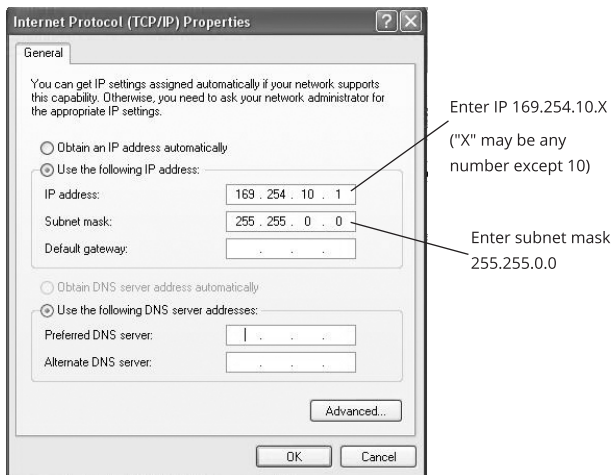 Internet Protocol (TCP/IP) Properties
General
You can get IP settings assigned automatically if your network supports
this capability. Otherwise, you need to ask your network administrator for
the appropriate IP settings.
Obtain an IP address automatically
Use the following IP address:
IP address: 169 . 254 . 10 . 1
Subnet mask: 255 . 255 . 0 . 0
Default gateway: . . .
Obtain DNS server address automatically
Use the following DNS server addresses:
Preferred DNS server: . . .
Alternate DNS server: . . .
Advanced...
OK Cancel
Enter IP 169.254.10.X
("X" may be any
number except 10)
Enter subnet mask
255.255.0.0